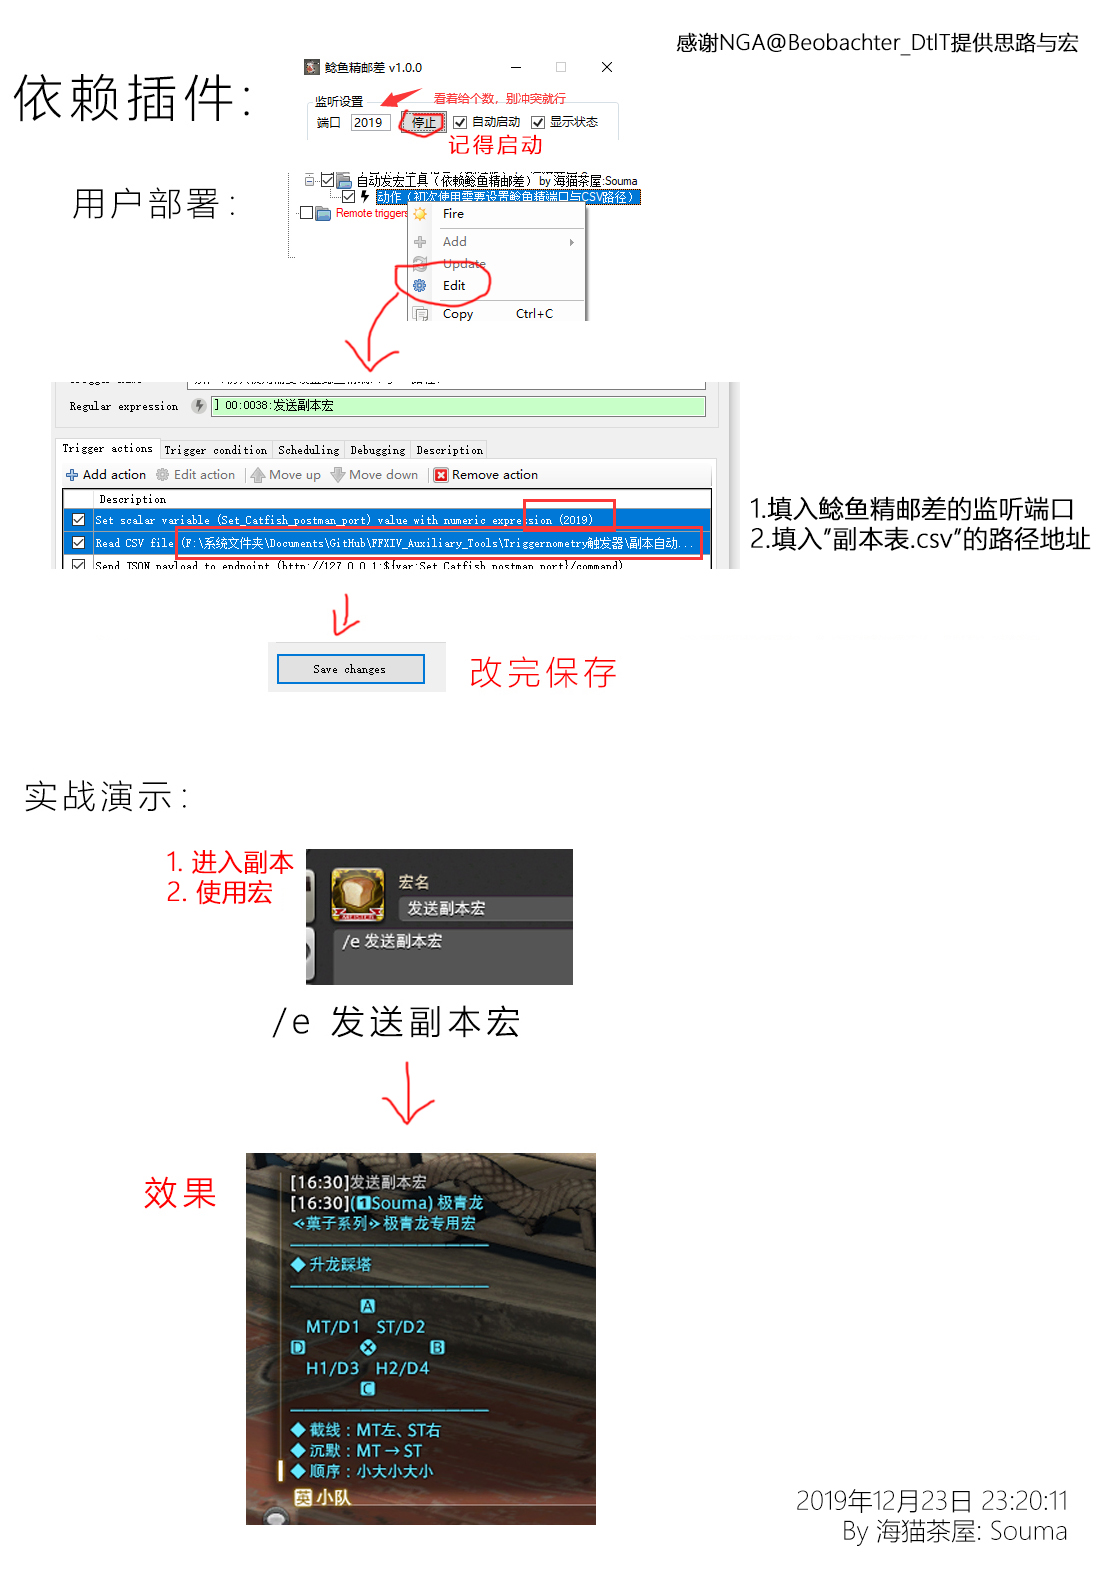 感谢NGA@Beobachter_DtlT提供思路与宏
依赖插件:
鲶鱼精邮差 v1.0.0
监听设置
看着给个数，别冲突就行
端口 2019 停止 自动启动 显示状态
记得启动
用户部署:
自动发宏工具（依赖鲶鱼精邮差）by 海猫茶屋:Souma
动作（初次使用需要设置鲶鱼精端口与CSV路径）
Remote triggers
Fire
Add
Update
Edit
Copy Ctrl+C
Regular expression ] 00:0038:发送副本宏
Trigger actions Trigger condition Scheduling Debugging Description
Add action Edit action Move up Move down Remove action
Description
Set scalar variable (Set_Catfish_postman_port) value with numeric expression (2019)
Read CSV file (F:\系统文件夹\Documents\GitHub\FFXIV_Auxiliary_Tools\Triggernometry触发器\副本自动...
Send JSON payload to endpoint (http://127.0.0.1:${var:Set_Catfish_postman_port}/command)
1.填入鲶鱼精邮差的监听端口
2.填入"副本表.csv"的路径地址
Save changes
改完保存
实战演示:
1. 进入副本
2. 使用宏
宏名
发送副本宏
/e 发送副本宏
/e 发送副本宏
效果
[16:30]发送副本宏
[16:30](1Souma) 极青龙
≪菓子系列≫极青龙专用宏
◆ 升龙踩塔
A
MT/D1 ST/D2
D B
H1/D3 H2/D4
C
◆ 截线：MT左、ST右
◆ 沉默：MT→ST
◆ 顺序：小大小大小
英 小队
2019年12月23日 23:20:11
By 海猫茶屋: Souma